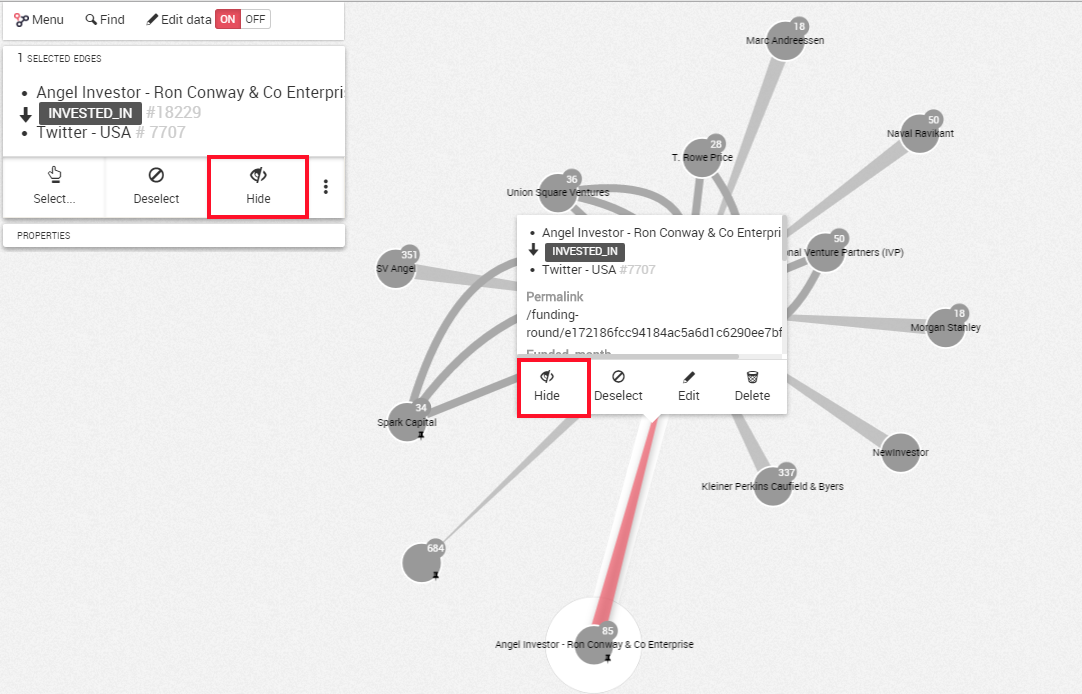 Menu Find Edit data ON OFF
1 SELECTED EDGES
Angel Investor - Ron Conway & Co Enterpri
INVESTED_IN #18229
Twitter - USA # 7707
Select... Deselect Hide
PROPERTIES
18
Marc Andreessen
50
Naval Ravikant
28
T. Rowe Price
36
Union Square Ventures
50
nal Venture Partners (IVP)
351
SV Angel
18
Morgan Stanley
Angel Investor - Ron Conway & Co Enterpri
INVESTED_IN
Twitter - USA #7707
Permalink
/funding-
round/e172186fcc94184ac5a6d1c6290ee7bf
Funded_month
Hide Deselect Edit Delete
34
Spark Capital
NewInvestor
337
Kleiner Perkins Caufield & Byers
684
85
Angel Investor - Ron Conway & Co Enterprise